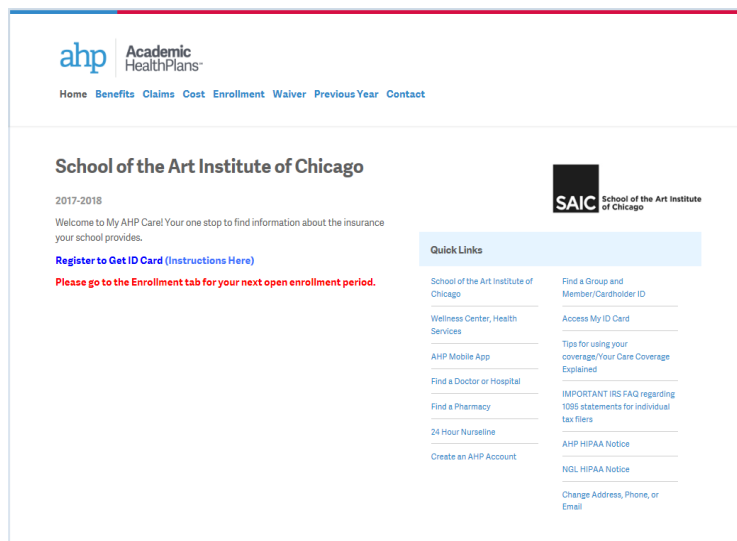 ahp Academic
HealthPlans
Home Benefits Claims Cost Enrollment Waiver Previous Year Contact
School of the Art Institute of Chicago
2017-2018
Welcome to My AHP Care! Your one stop to find information about the insurance
your school provides.
Register to Get ID Card (Instructions Here)
Please go to the Enrollment tab for your next open enrollment period.
SAIC School of the Art Institute
of Chicago
Quick Links
School of the Art Institute of
Chicago
Wellness Center, Health
Services
AHP Mobile App
Find a Doctor or Hospital
Find a Pharmacy
24 Hour Nurseline
Create an AHP Account
Find a Group and
Member/Cardholder ID
Access My ID Card
Tips for using your
coverage/Your Care Coverage
Explained
IMPORTANT IRS FAQ regarding
1095 statements for individual
tax filers
AHP HIPAA Notice
NGL HIPAA Notice
Change Address, Phone, or
Email